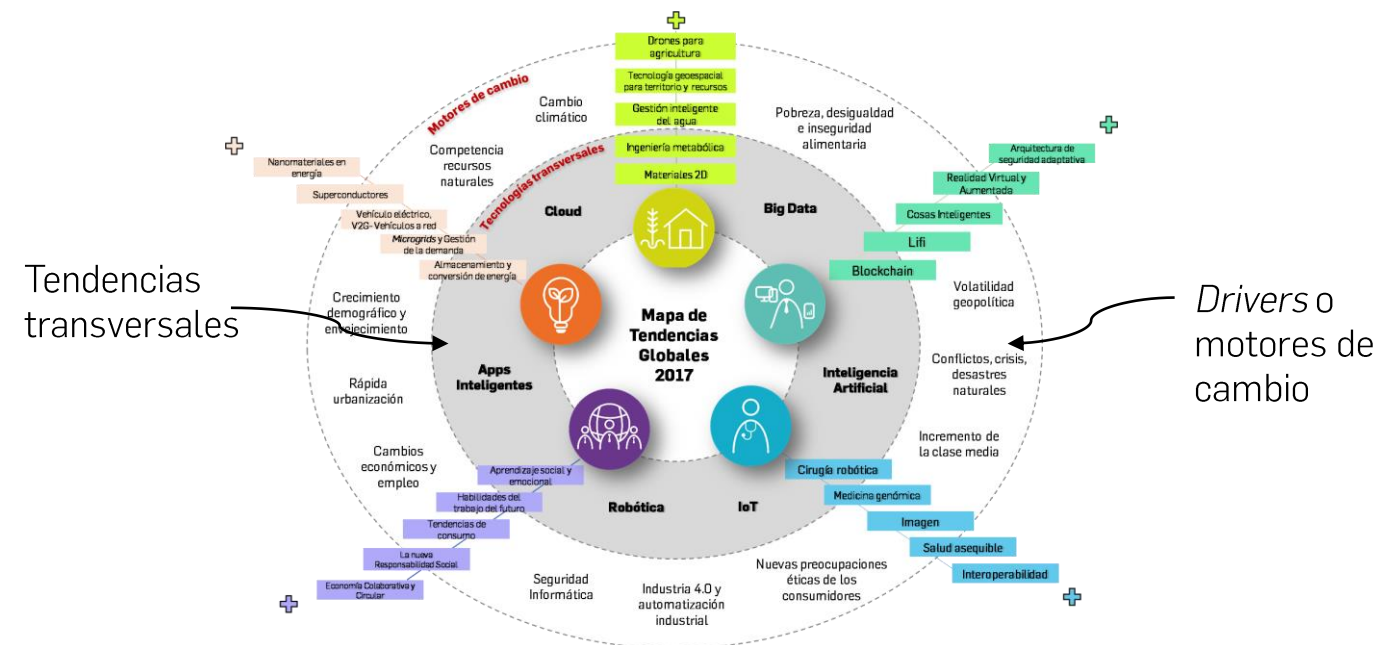 Drones para
agricultura
Tecnología geoespacial
para territorio y recursos
Gestión inteligente
del agua
Ingeniería metabólica
Materiales 2D
Motores de cambio
Tecnologías transversales
Cambio
climático
Competencia
recursos
naturales
Pobreza, desigualdad
e inseguridad
alimentaria
Nanomateriales en
energía
Superconductores
Vehículo eléctrico,
V2G- Vehículos a red
Microgrids y Gestión
de la demanda
Almacenamiento y
conversión de energía
Arquitectura de
seguridad adaptativa
Realidad Virtual y
Aumentada
Cosas Inteligentes
Lifi
Blockchain
Cloud
Big Data
Tendencias
transversales
Crecimiento
demográfico y
envejecimiento
Mapa de
Tendencias
Globales
2017
Volatilidad
geopolítica
Drivers o
motores de
cambio
Apps
Inteligentes
Inteligencia
Artificial
Conflictos, crisis,
desastres
naturales
Rápida
urbanización
Incremento de
la clase media
Cambios
económicos y
empleo
Aprendizaje social y
emocional
Habilidades del
trabajo del futuro
Tendencias de
consumo
La nueva
Responsabilidad Social
Economía Colaborativa y
Circular
Robótica
IoT
Cirugía robótica
Medicina genómica
Imagen
Salud asequible
Interoperabilidad
Seguridad
Informática
Industria 4.0 y
automatización
industrial
Nuevas preocupaciones
éticas de los
consumidores